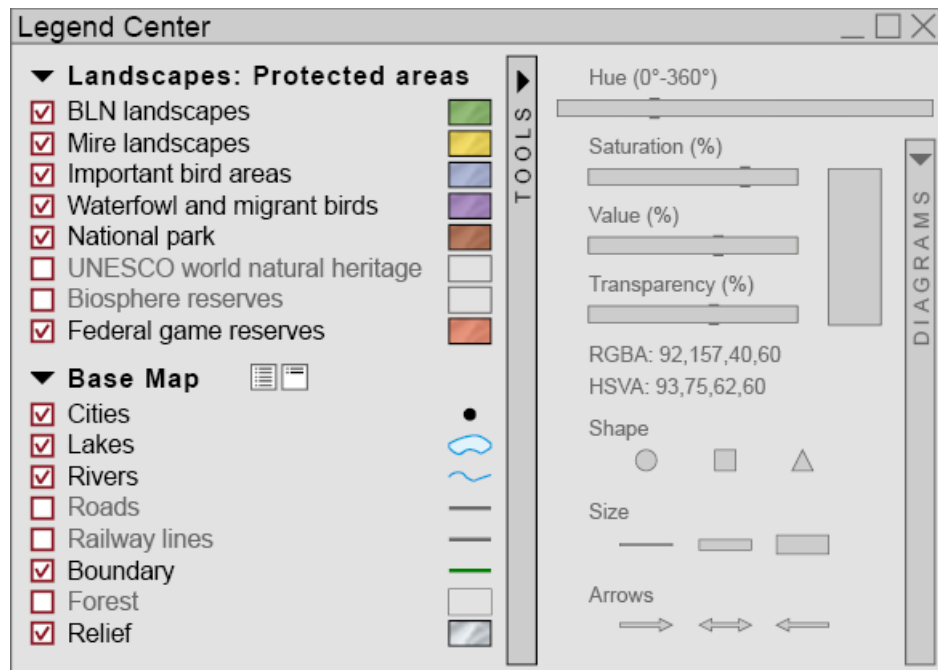 Legend Center
Landscapes: Protected areas
BLN landscapes
Mire landscapes
Important bird areas
Waterfowl and migrant birds
National park
UNESCO world natural heritage
Biosphere reserves
Federal game reserves
Base Map
Cities
Lakes
Rivers
Roads
Railway lines
Boundary
Forest
Relief
TOOLS
Hue (0°-360°)
Saturation (%)
Value (%)
Transparency (%)
RGBA: 92,157,40,60
HSVA: 93,75,62,60
Shape
Size
Arrows
DIAGRAMS